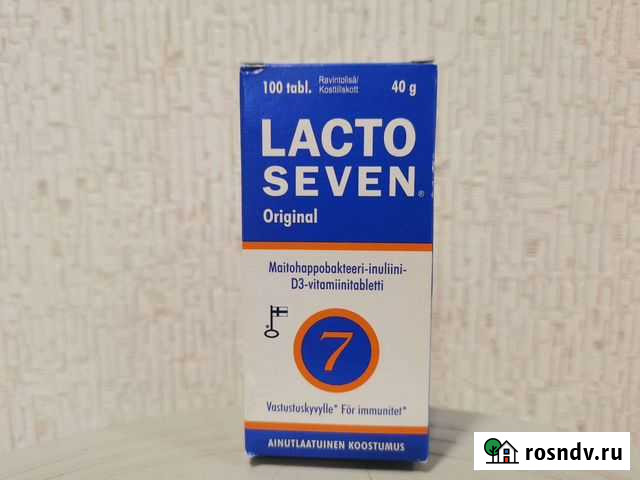 100 tabl. Ravintolisä/ 40 g
Kosttillskott
LACTO
SEVEN®
Original
Maitohappobakteeri-inuliini-
D3-vitamiinitabletti
7
Vastustuskyvylle* För immunitet*
AINUTLAATUINEN KOOSTUMUS
rosndv.ru